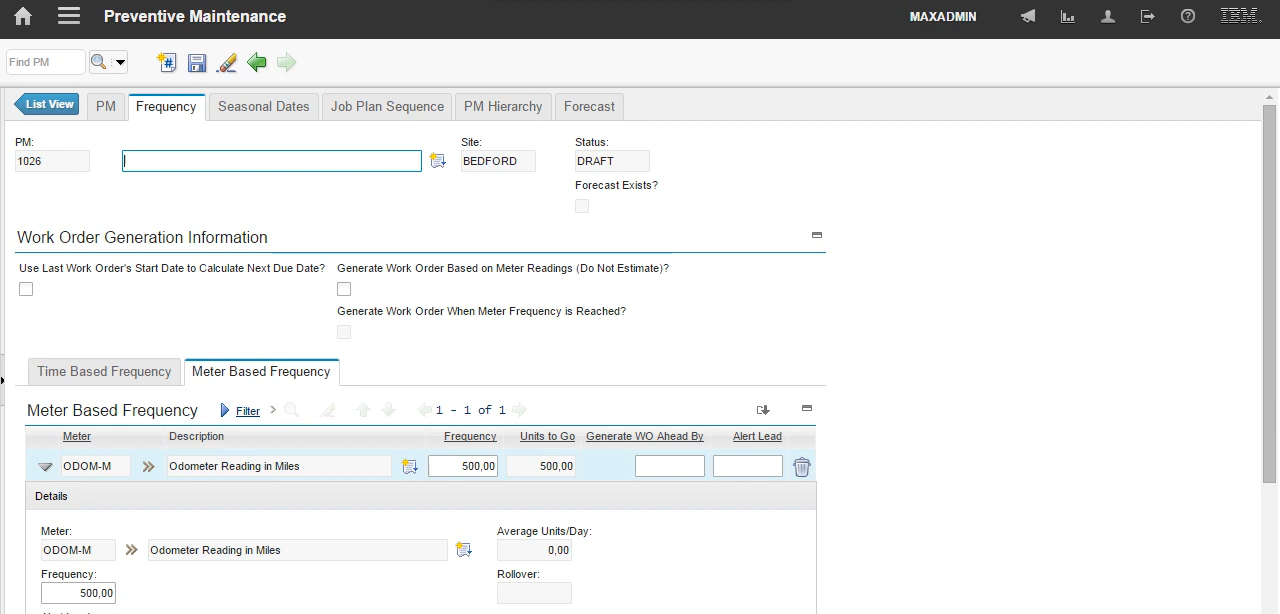 Preventive Maintenance MAXADMIN IBM.
Find PM
List View PM Frequency Seasonal Dates Job Plan Sequence PM Hierarchy Forecast
PM: Site: Status:
1026 BEDFORD DRAFT
Forecast Exists?
Work Order Generation Information
Use Last Work Order's Start Date to Calculate Next Due Date? Generate Work Order Based on Meter Readings (Do Not Estimate)?
Generate Work Order When Meter Frequency is Reached?
Time Based Frequency Meter Based Frequency
Meter Based Frequency Filter 1 - 1 of 1
Meter Description Frequency Units to Go Generate WO Ahead By Alert Lead
ODOM-M Odometer Reading in Miles 500,00 500,00
Details
Meter: Average Units/Day:
ODOM-M Odometer Reading in Miles 0,00
Frequency: Rollover:
500,00